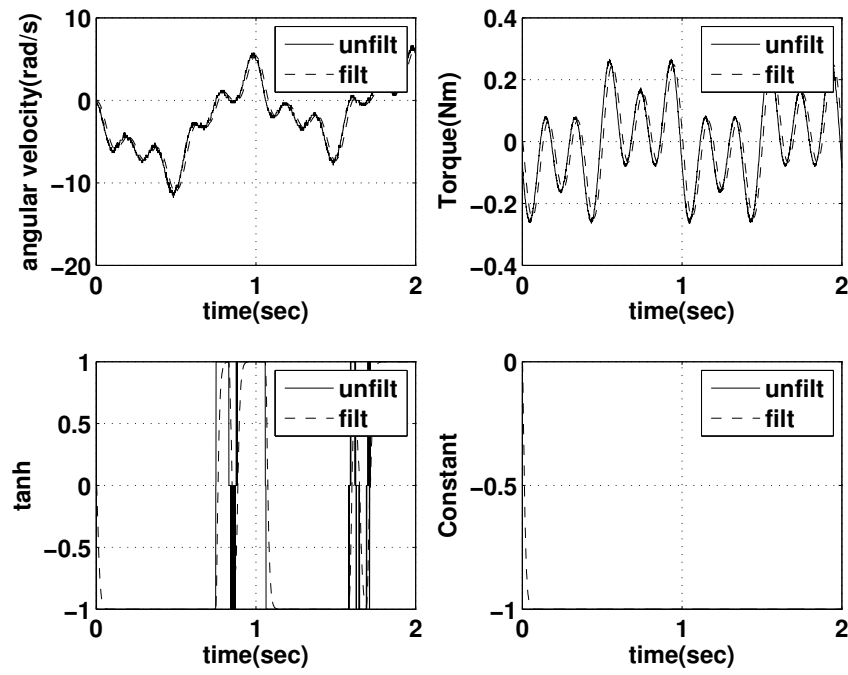 10
0
−10
−20
angular velocity(rad/s)
0
1
2
time(sec)
unfilt
filt
0.4
0.2
0
−0.2
−0.4
Torque(Nm)
0
1
2
time(sec)
unfilt
filt
1
0.5
0
−0.5
−1
tanh
0
1
2
time(sec)
unfilt
filt
0
−0.5
−1
Constant
0
1
2
time(sec)
unfilt
filt